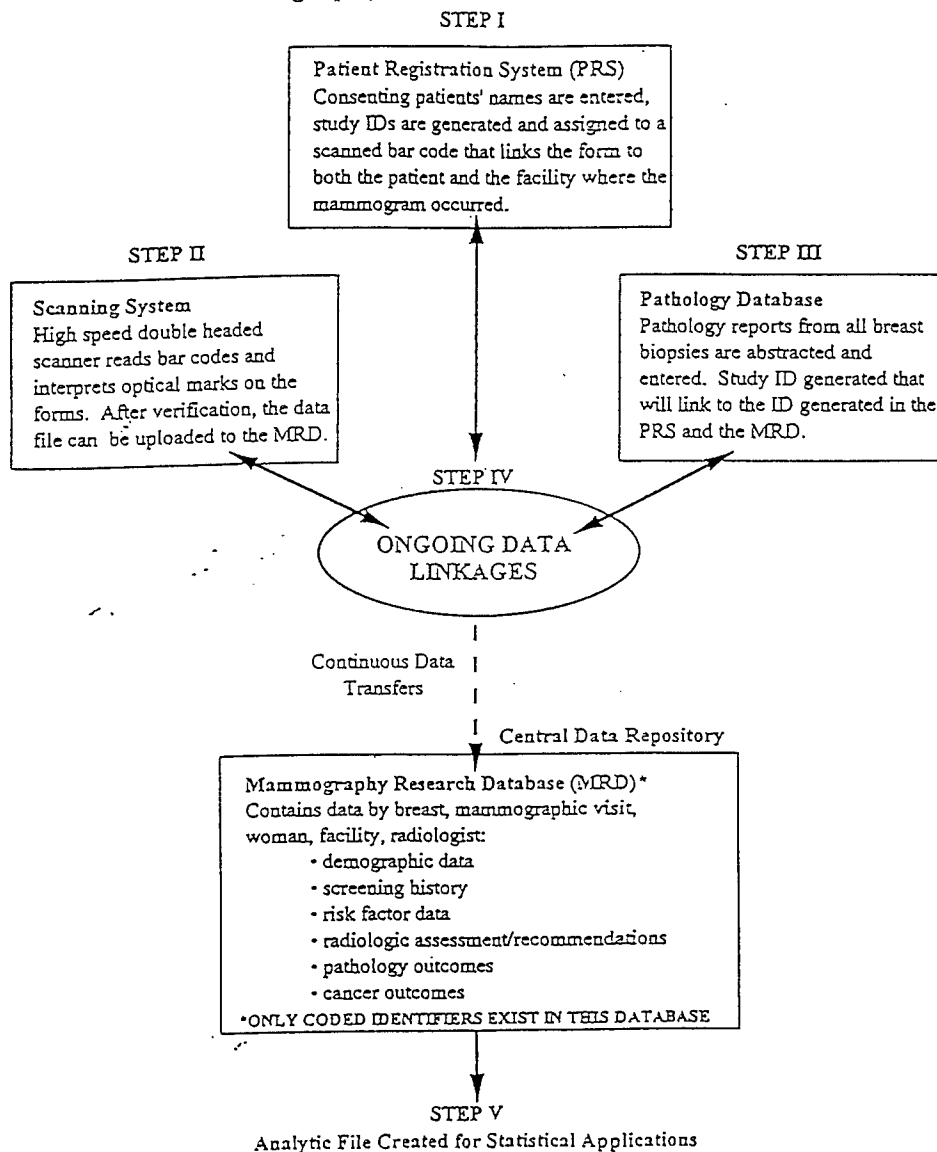 STEP I
Patient Registration System (PRS)
Consenting patients' names are entered,
study IDs are generated and assigned to a
scanned bar code that links the form to
both the patient and the facility where the
mammogram occurred.
STEP II
Scanning System
High speed double headed
scanner reads bar codes and
interprets optical marks on the
forms. After verification, the data
file can be uploaded to the MRD.
STEP III
Pathology Database
Pathology reports from all breast
biopsies are abstracted and
entered. Study ID generated that
will link to the ID generated in the
PRS and the MRD.
STEP IV
ONGOING DATA
LINKAGES
Continuous Data
Transfers
Central Data Repository
Mammography Research Database (MRD)*
Contains data by breast, mammographic visit,
woman, facility, radiologist:
• demographic data
• screening history
• risk factor data
• radiologic assessment/recommendations
• pathology outcomes
• cancer outcomes
*ONLY CODED IDENTIFIERS EXIST IN THIS DATABASE
STEP V
Analytic File Created for Statistical Applications